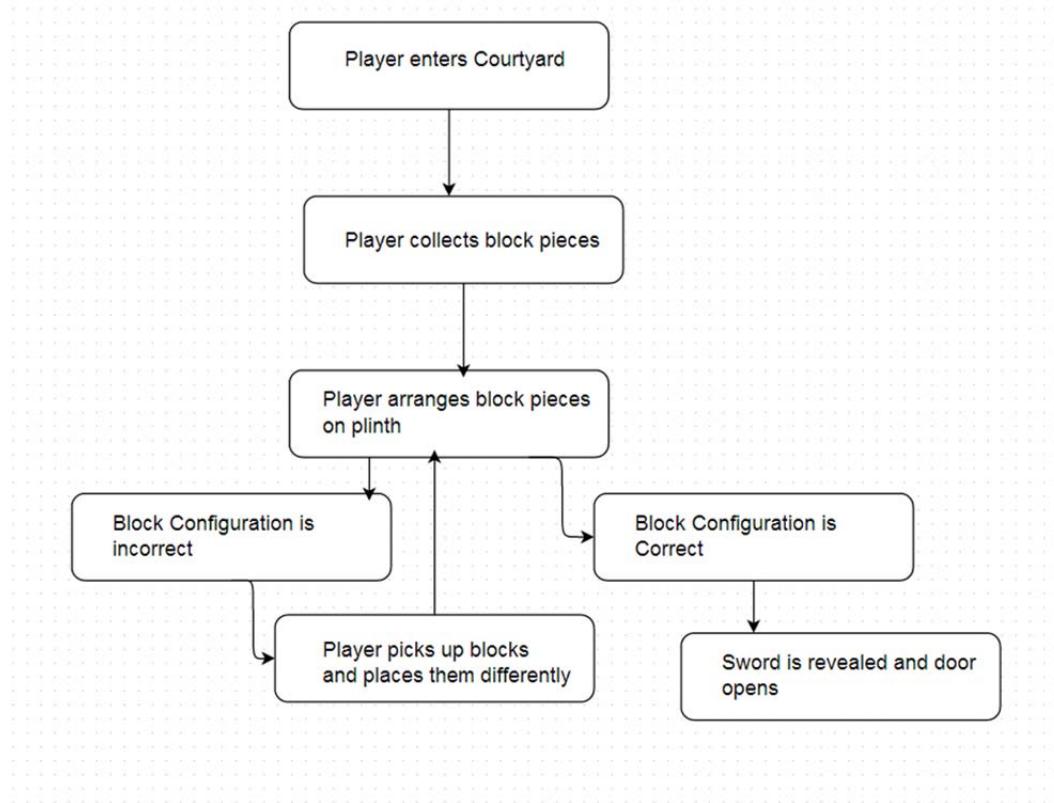 Player enters Courtyard
Player collects block pieces
Player arranges block pieces
on plinth
Block Configuration is
incorrect
Block Configuration is
Correct
Player picks up blocks
and places them differently
Sword is revealed and door
opens